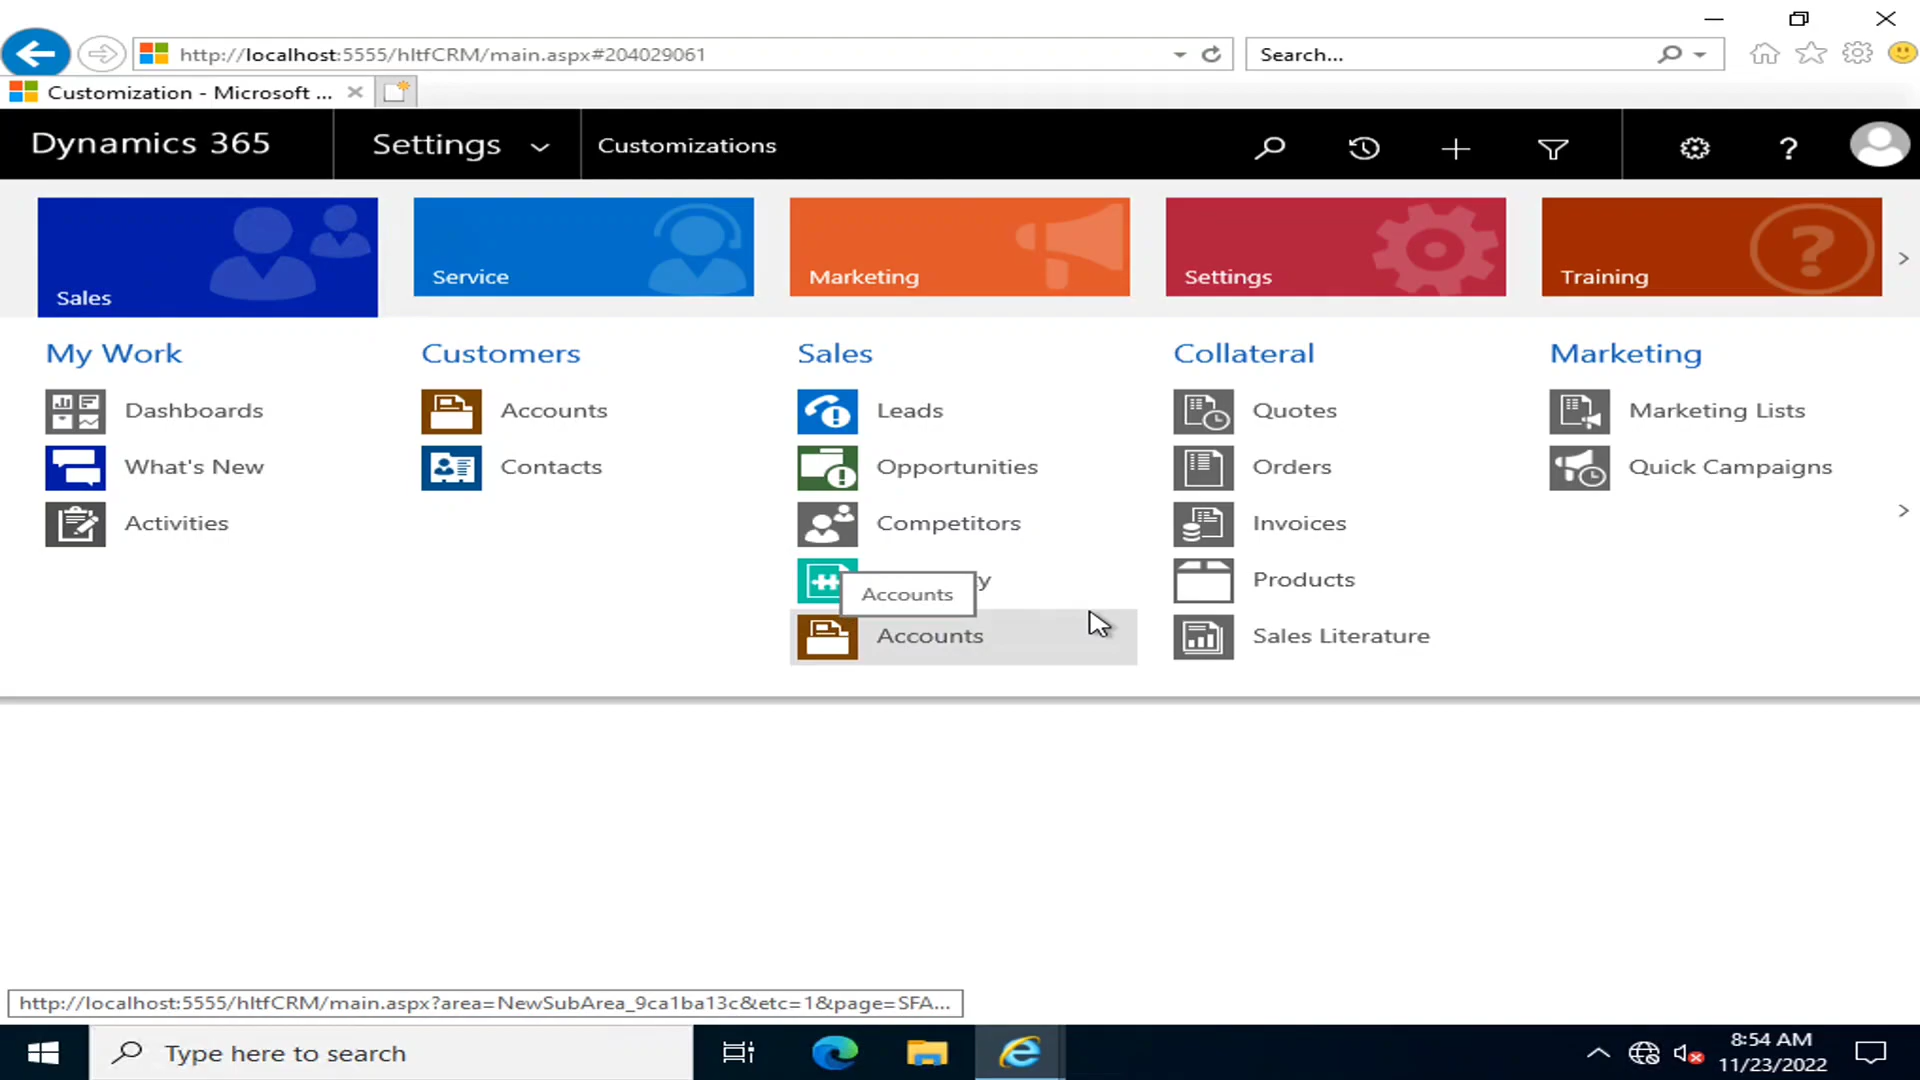 http://localhost:5555/hltfCRM/main.aspx#204029061
Search...
Customization - Microsoft ...
Dynamics 365
Settings
Customizations
Sales
Service
Marketing
Settings
Training
My Work
Customers
Sales
Collateral
Marketing
Dashboards
Accounts
Leads
Quotes
Marketing Lists
What's New
Contacts
Opportunities
Orders
Quick Campaigns
Activities
Competitors
Invoices
Accounts
Products
Accounts
Sales Literature
http://localhost:5555/hltfCRM/main.aspx?area=NewSubArea_9ca1ba13c&etc=1&page=SFA...
Type here to search
8:54 AM
11/23/2022